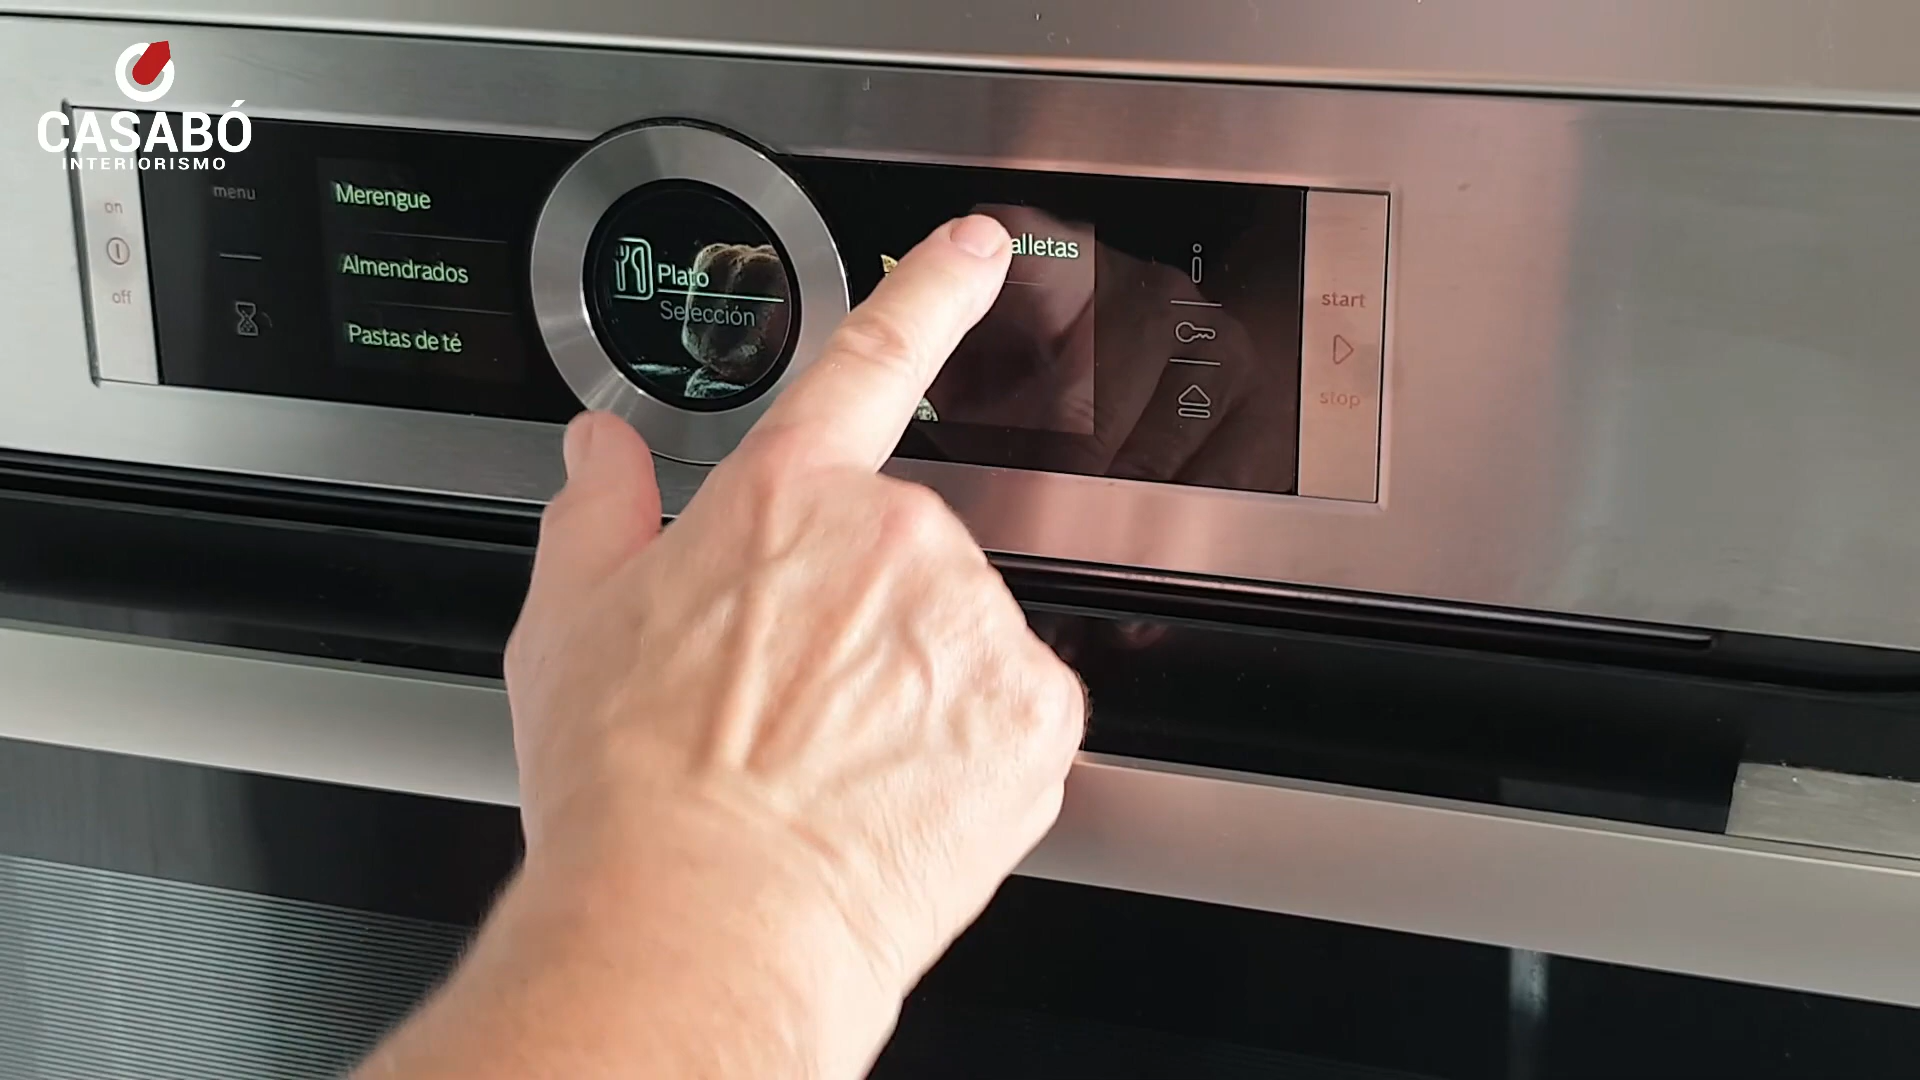 CASABÓ
INTERIORISMO
on
off
menu
Merengue
Almendrados
Pastas de té
Plato
Selección
alletas
start
stop